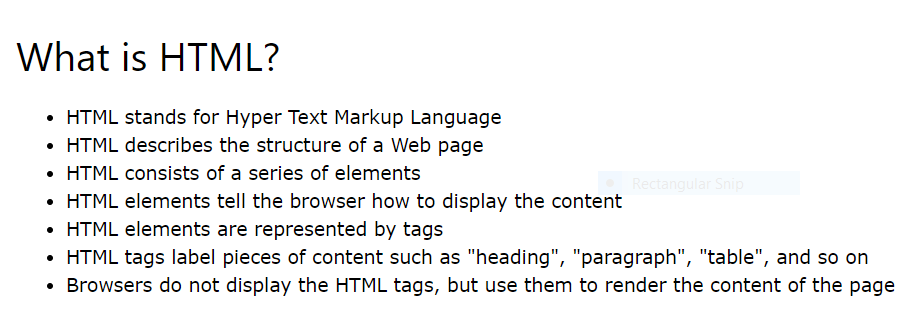 What is HTML?
HTML stands for Hyper Text Markup Language
HTML describes the structure of a Web page
HTML consists of a series of elements
Rectangular Snip
HTML elements tell the browser how to display the content
HTML elements are represented by tags
HTML tags label pieces of content such as "heading", "paragraph", "table", and so on
Browsers do not display the HTML tags, but use them to render the content of the page